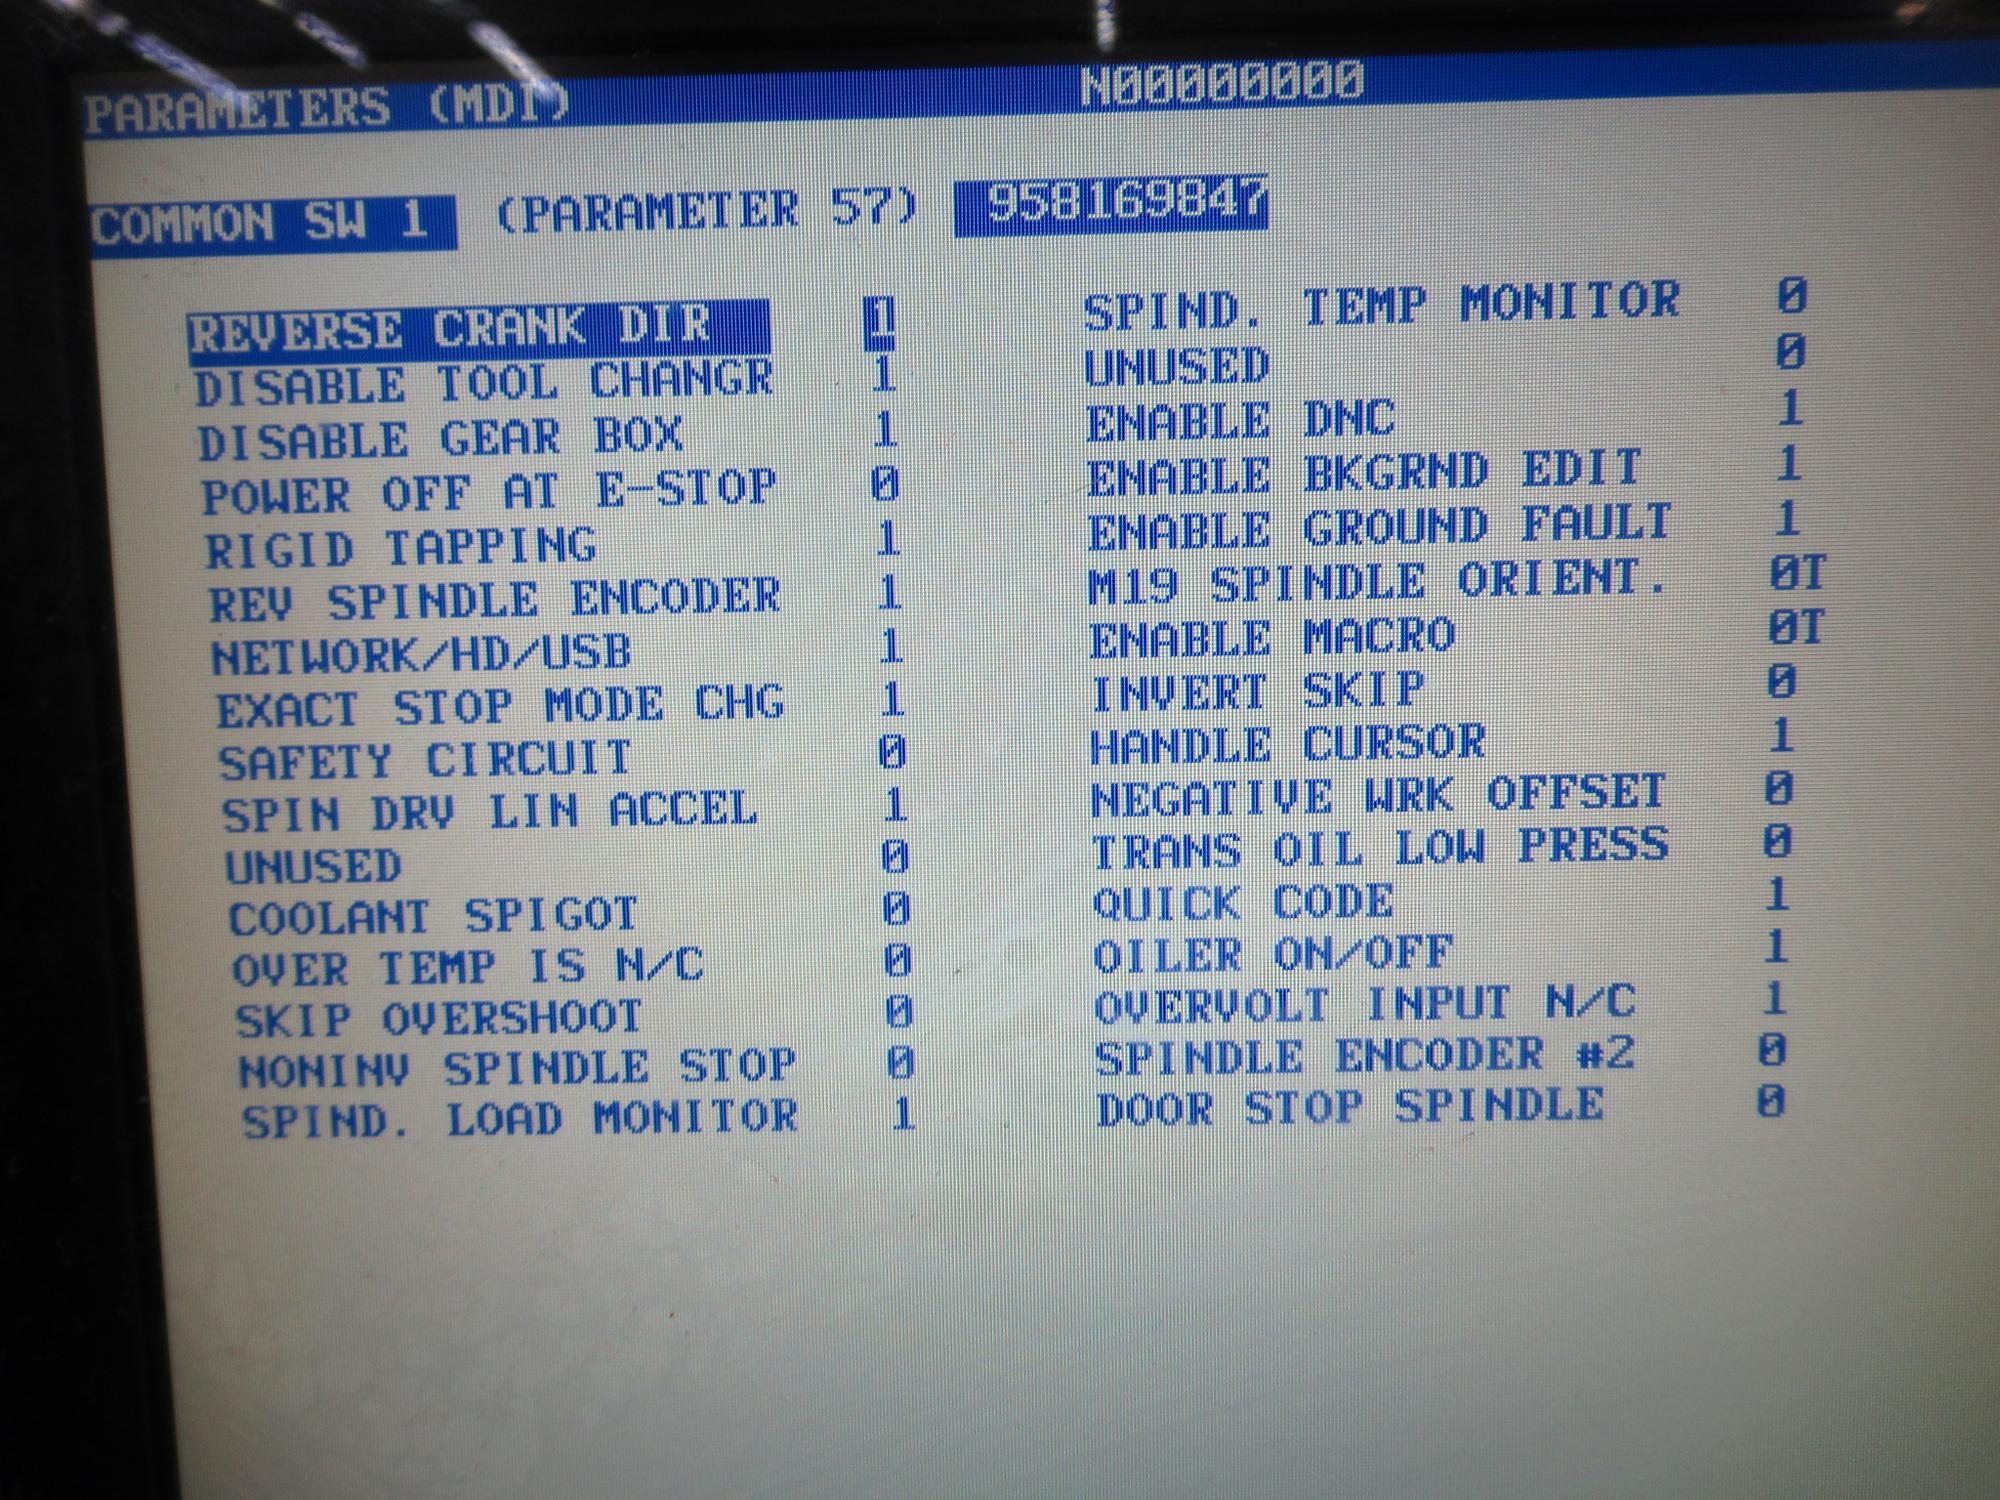 PARAMETERS (MDI) N00000000
COMMON SW 1 (PARAMETER 57) 958169847
REVERSE CRANK DIR 1
DISABLE TOOL CHANGR 1
DISABLE GEAR BOX 1
POWER OFF AT E-STOP 0
RIGID TAPPING 1
REV SPINDLE ENCODER 1
NETWORK/HD/USB 1
EXACT STOP MODE CHG 1
SAFETY CIRCUIT 0
SPIN DRV LIN ACCEL 1
UNUSED 0
COOLANT SPIGOT 0
OVER TEMP IS N/C 0
SKIP OVERSHOOT 0
NONINV SPINDLE STOP 0
SPIND. LOAD MONITOR 1
SPIND. TEMP MONITOR 0
UNUSED 0
ENABLE DNC 1
ENABLE BKGRND EDIT 1
ENABLE GROUND FAULT 1
M19 SPINDLE ORIENT. 0T
ENABLE MACRO 0T
INVERT SKIP 0
HANDLE CURSOR 1
NEGATIVE WRK OFFSET 0
TRANS OIL LOW PRESS 0
QUICK CODE 1
OILER ON/OFF 1
OVERVOLT INPUT N/C 1
SPINDLE ENCODER #2 0
DOOR STOP SPINDLE 0